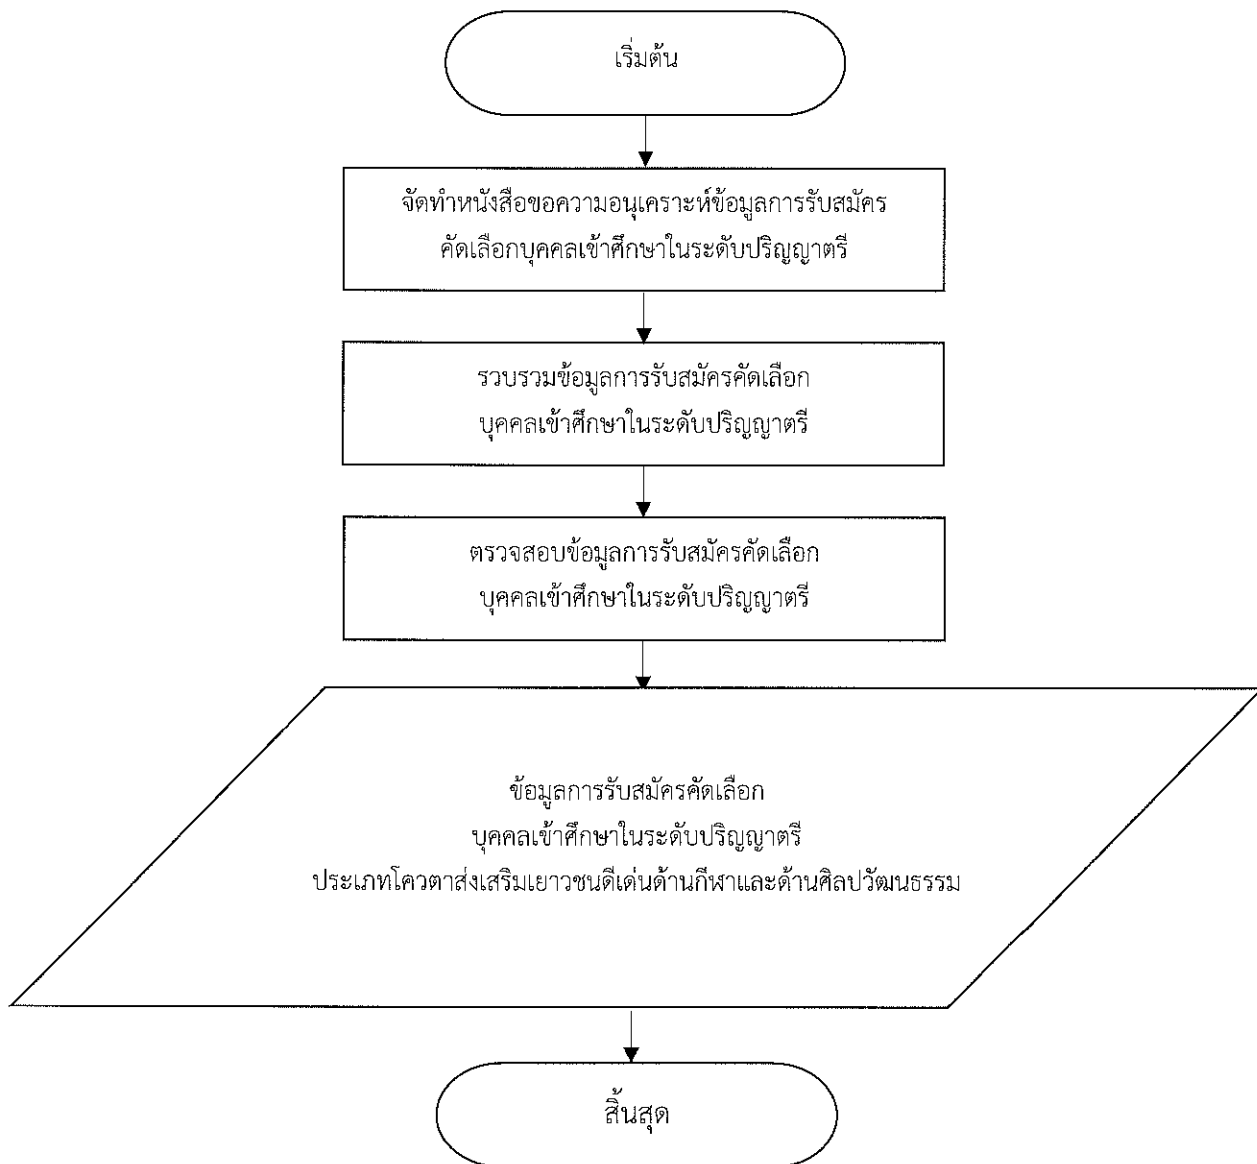 เริ่มต้น
จัดทำหนังสือขอความอนุเคราะห์ข้อมูลการรับสมัคร
คัดเลือกบุคคลเข้าศึกษาในระดับปริญญาตรี
รวบรวมข้อมูลการรับสมัครคัดเลือก
บุคคลเข้าศึกษาในระดับปริญญาตรี
ตรวจสอบข้อมูลการรับสมัครคัดเลือก
บุคคลเข้าศึกษาในระดับปริญญาตรี
ข้อมูลการรับสมัครคัดเลือก
บุคคลเข้าศึกษาในระดับปริญญาตรี
ประเภทโควตาส่งเสริมเยาวชนดีเด่นด้านกีฬาและด้านศิลปวัฒนธรรม
สิ้นสุด